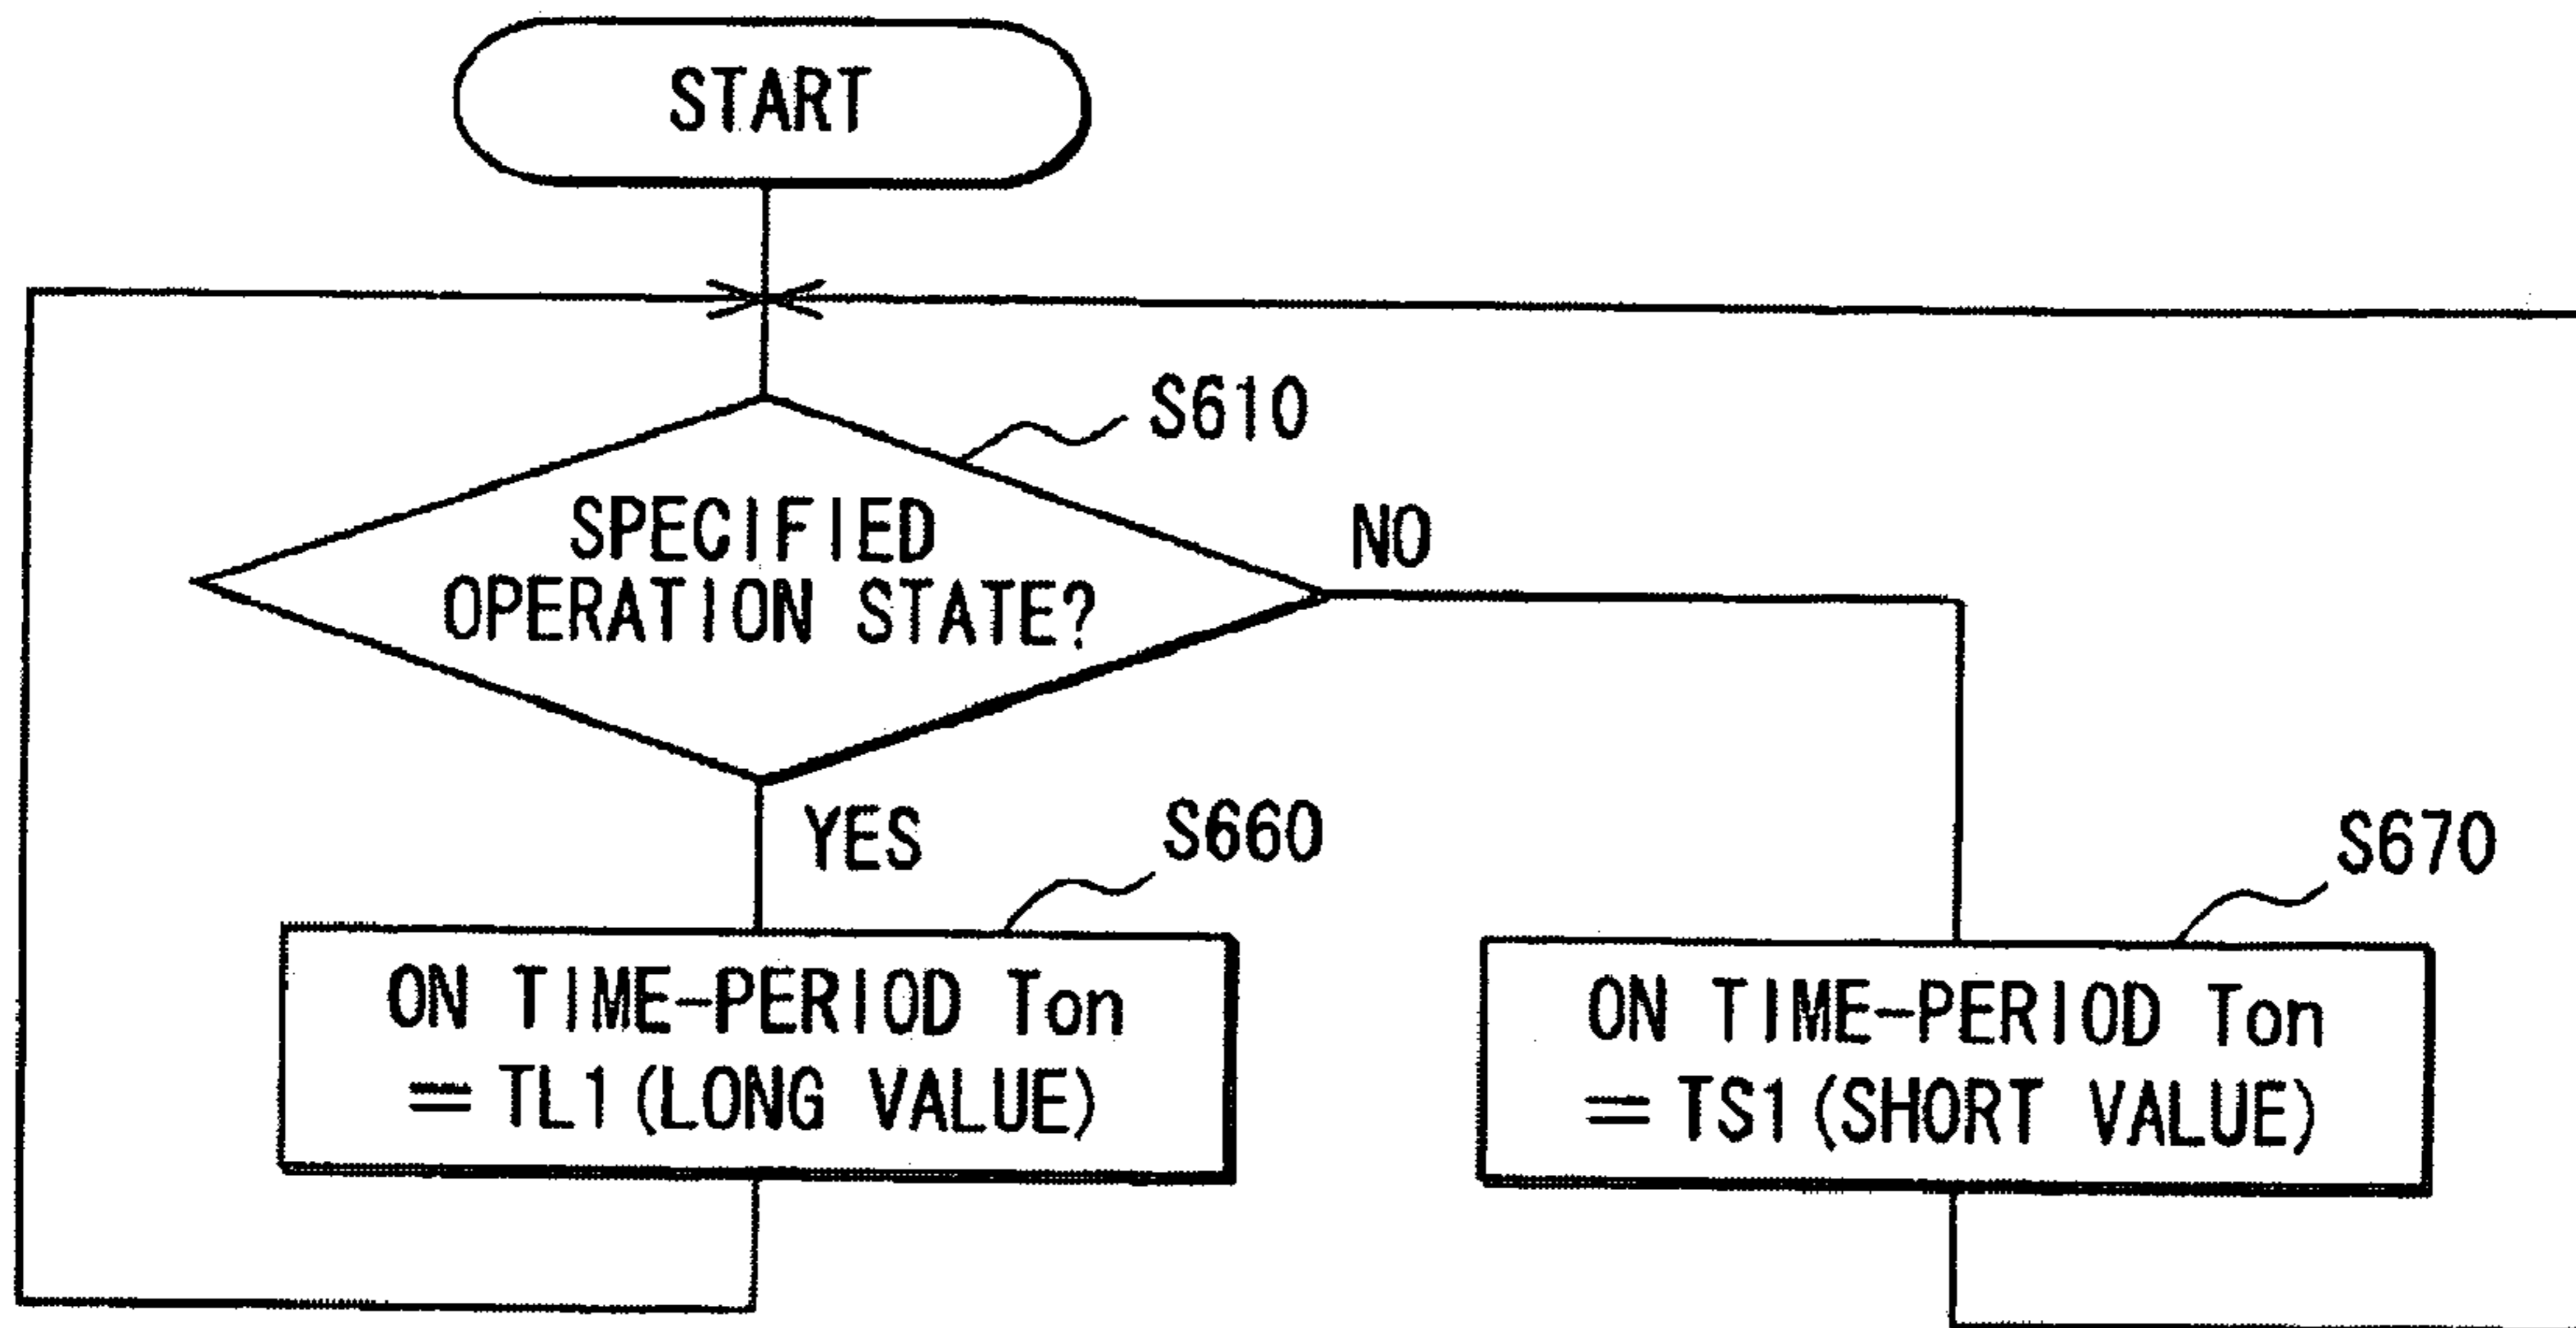 START
S610
SPECIFIED
OPERATION STATE?
NO
YES
S660
S670
ON TIME-PERIOD Ton
= TL1 (LONG VALUE)
ON TIME-PERIOD Ton
= TS1 (SHORT VALUE)